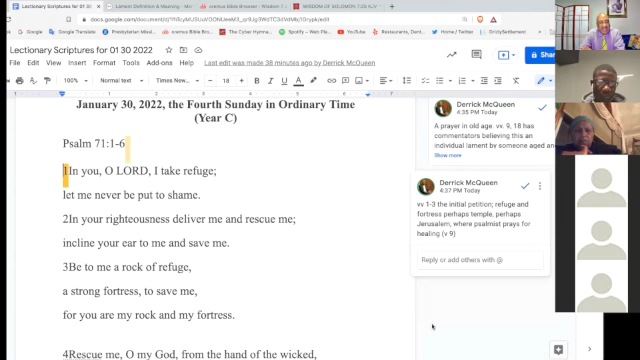 Lectionary Scriptures for 01 30 2022
File Edit View Insert Format Tools Add-ons Help
Last edit was made 38 minutes ago by Derrick McQueen
100%
Normal text
Times New...
18
January 30, 2022, the Fourth Sunday in Ordinary Time
(Year C)
Psalm 71:1-6
1In you, O LORD, I take refuge;
let me never be put to shame.
2In your righteousness deliver me and rescue me;
incline your ear to me and save me.
3Be to me a rock of refuge,
a strong fortress, to save me,
for you are my rock and my fortress.
4Rescue me, O my God, from the hand of the wicked,
Derrick McQueen
4:35 PM Today
A prayer in old age. vv. 9, 18 has
commentators believing this an
individual lament by someone aged an
Show more
Derrick McQueen
4:37 PM Today
vv 1-3 the initial petition; refuge and
fortress perhaps temple, perhaps
Jerusalem, where psalmist prays for
healing (v 9)
Reply or add others with @